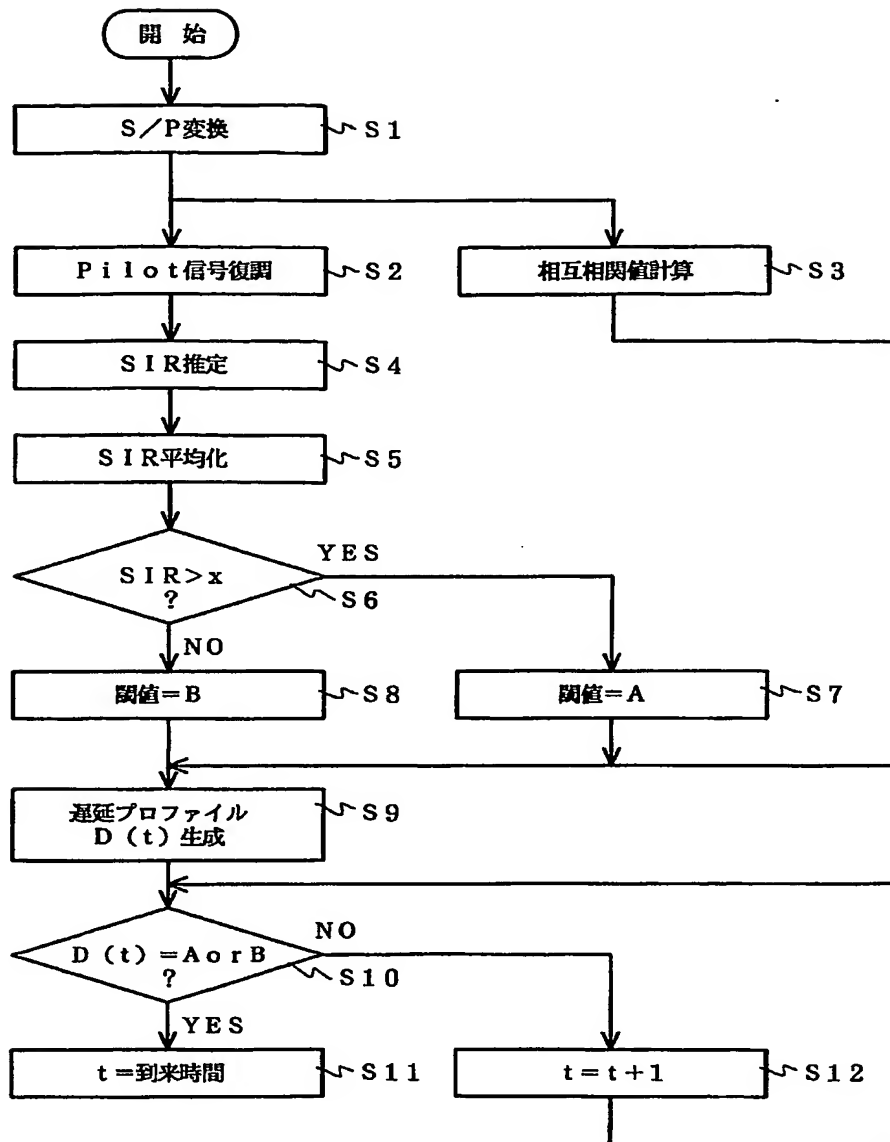 開 始
S/P変換
S1
Pilot信号復調
S2
相互相関値計算
S3
SIR推定
S4
SIR平均化
S5
SIR>x
?
YES
S6
NO
閾値=B
S8
閾値=A
S7
遅延プロファイル
D(t)生成
S9
D(t)=AorB
?
NO
S10
YES
t=到来時間
S11
t=t+1
S12